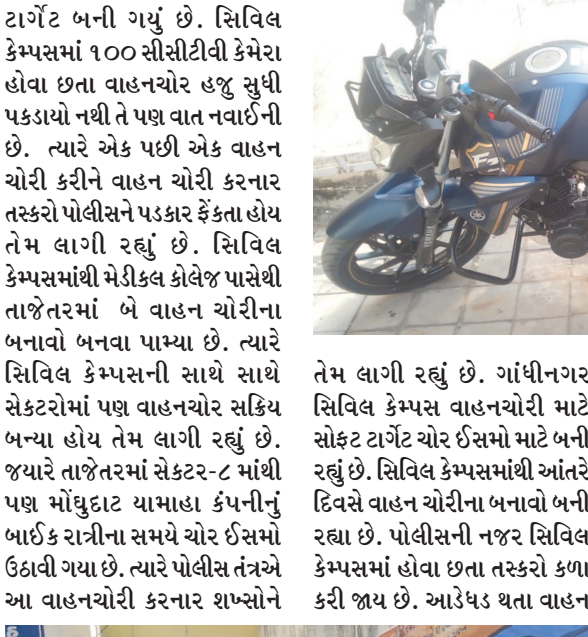 ટાર્ગેટ બની ગયું છે. સિવિલ
કેમ્પસમાં ૧૦૦ સીસીટીવી કેમેરા
હોવા છતા વાહનચોર હજુ સુધી
પકડાયો નથી તે પણ વાત નવાઈની
છે. ત્યારે એક પછી એક વાહન
ચોરી કરીને વાહન ચોરી કરનાર
તસ્કરો પોલીસને પડકાર ફેંકતા હોય
તેમ લાગી રહ્યું છે. સિવિલ
કેમ્પસમાંથી મેડીકલ કોલેજ પાસેથી
તાજેતરમાં બે વાહન ચોરીના
બનાવો બનવા પામ્યા છે. ત્યારે
સિવિલ કેમ્પસની સાથે સાથે
સેકટરોમાં પણ વાહનચોર સક્રિય
બન્યા હોય તેમ લાગી રહ્યું છે.
જયારે તાજેતરમાં સેકટર-૮ માંથી
પણ મોંઘુદાટ યામાહા કંપનીનું
બાઈક રાત્રીના સમયે ચોર ઈસમો
ઉઠાવી ગયા છે. ત્યારે પોલીસ તંત્રએ
આ વાહનચોરી કરનાર શખ્સોને
તેમ લાગી રહ્યું છે. ગાંધીનગર
સિવિલ કેમ્પસ વાહનચોરી માટે
સોફટ ટાર્ગેટ ચોર ઈસમો માટે બની
રહ્યું છે. સિવિલ કેમ્પસમાંથી આંતરે
દિવસે વાહન ચોરીના બનાવો બની
રહ્યા છે. પોલીસની નજર સિવિલ
કેમ્પસમાં હોવા છતા તસ્કરો કળા
કરી જાય છે. આડેધડ થતા વાહન